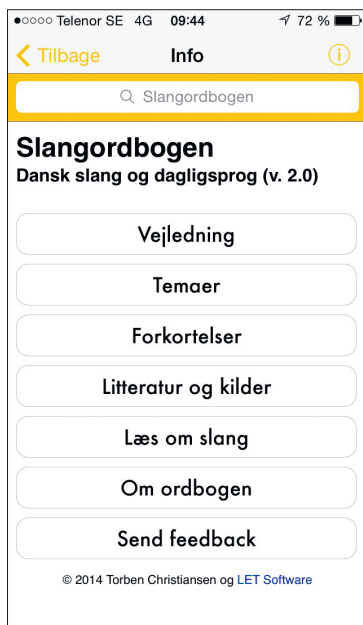 Telenor SE 4G 09:44 72 %
Tilbage Info
Slangordbogen
Slangordbogen
Dansk slang og dagligsprog (v. 2.0)
Vejledning
Temaer
Forkortelser
Litteratur og kilder
Læs om slang
Om ordbogen
Send feedback
© 2014 Torben Christiansen og LET Software